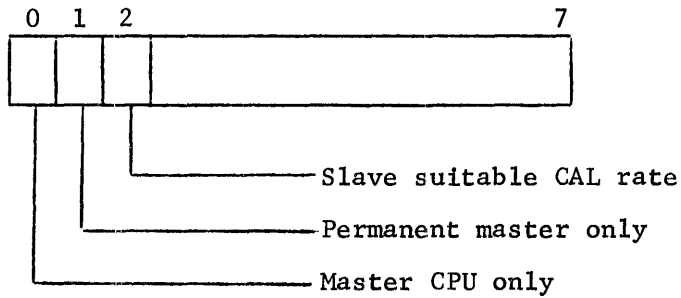 0 1 2 7
Slave suitable CAL rate
Permanent master only
Master CPU only